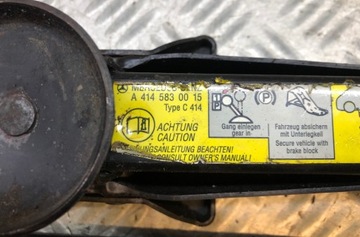 MERCEDES-BENZ
A 414 583 00 15
Type C 414
ACHTUNG
CAUTION
GSANLEITUNG BEACHTEN!
CONSULT OWNER'S MANUAL!
P
Gang einlegen
gear in
Fahrzeug absichern
mit Unterlegkeil
Secure vehicle with
brake block